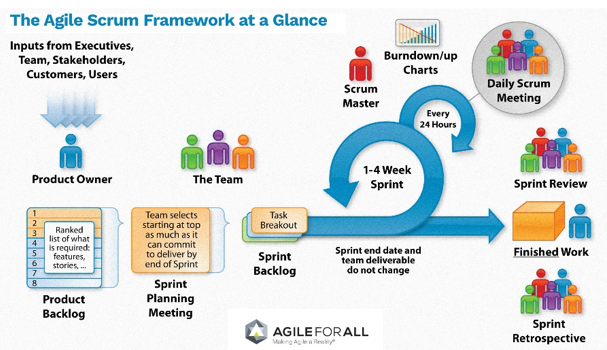 The Agile Scrum Framework at a Glance
Inputs from Executives,
Team, Stakeholders,
Customers, Users
Product Owner
The Team
1
2
3
4
5
6
7
8
Ranked
list of what
is required:
features,
stories, ...
Product
Backlog
Team selects
starting at top
as much as it
can commit
to deliver by
end of Sprint
Sprint
Planning
Meeting
Task
Breakout
Sprint
Backlog
Scrum
Master
Burndown/up
Charts
Every
24 Hours
1-4 Week
Sprint
Sprint end date and
team deliverable
do not change
Daily Scrum
Meeting
Sprint Review
Finished Work
Sprint
Retrospective
AGILE FOR ALL
Making Agile a Reality®